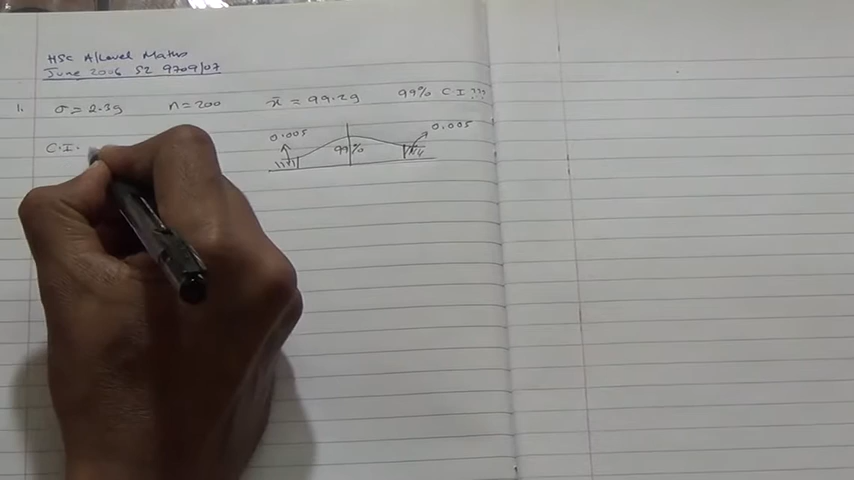 HSC A/Level Maths
June 2006 S2 9709/07
1. σ = 2.3g n = 200 x̄ = 99.2g 99% C.I ???
0.005 99% 0.005
C.I.